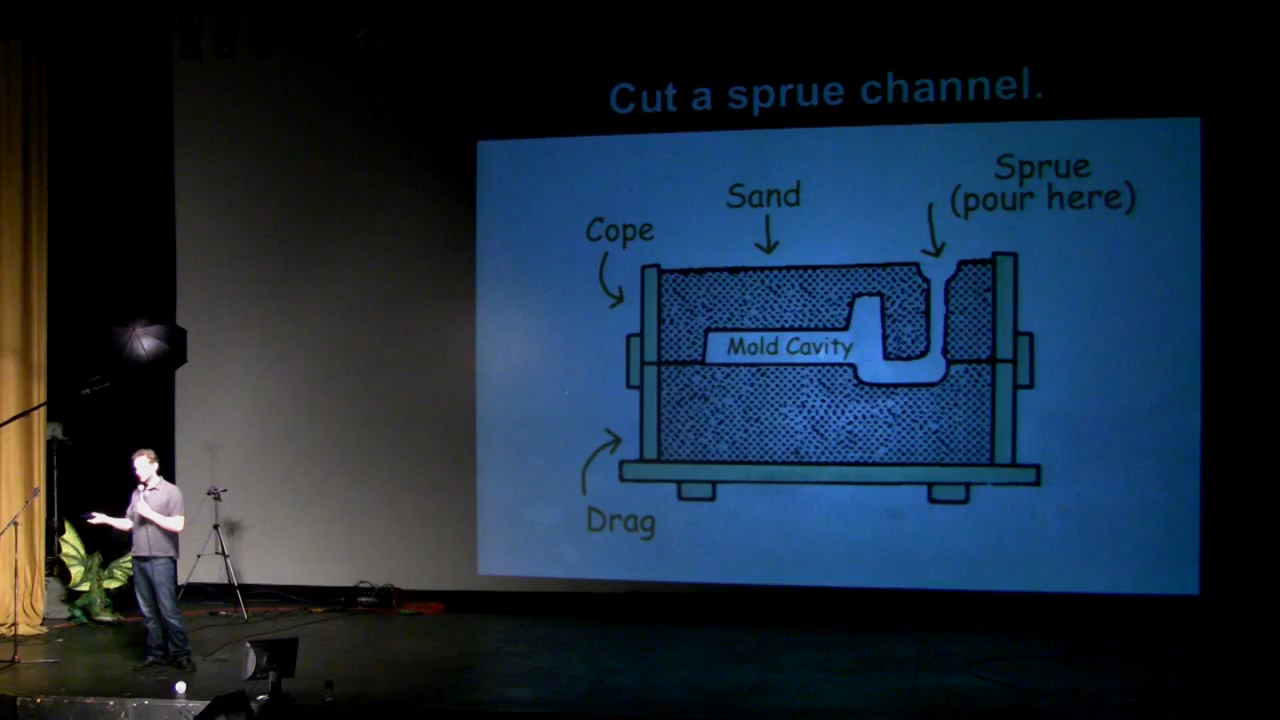 Cut a sprue channel.
Sprue
(pour here)
Sand
Cope
Mold Cavity
Drag